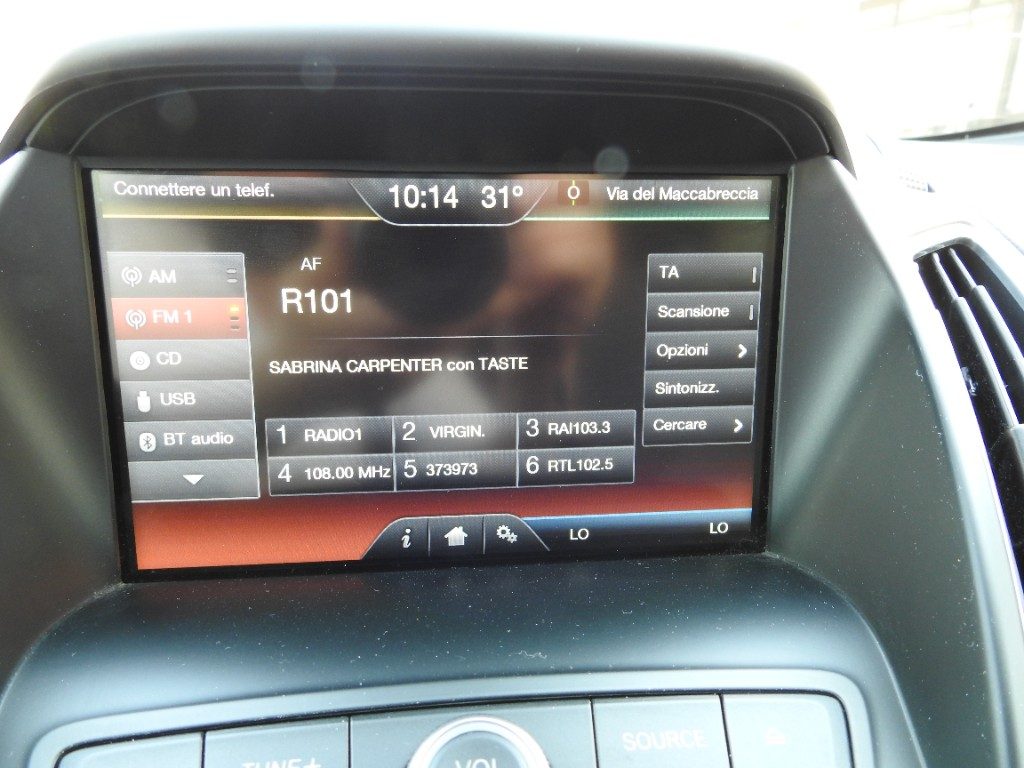 Connettere un telef.
10:14 31°
Via del Maccabreccia
AM
FM 1
CD
USB
BT audio
AF
R101
SABRINA CARPENTER con TASTE
1 RADIO1
2 VIRGIN.
3 RAI103.3
4 108.00 MHz
5 373973
6 RTL102.5
TA
Scansione
Opzioni
Sintonizz.
Cercare
i
LO
LO
TUNE+
VOL
SOURCE